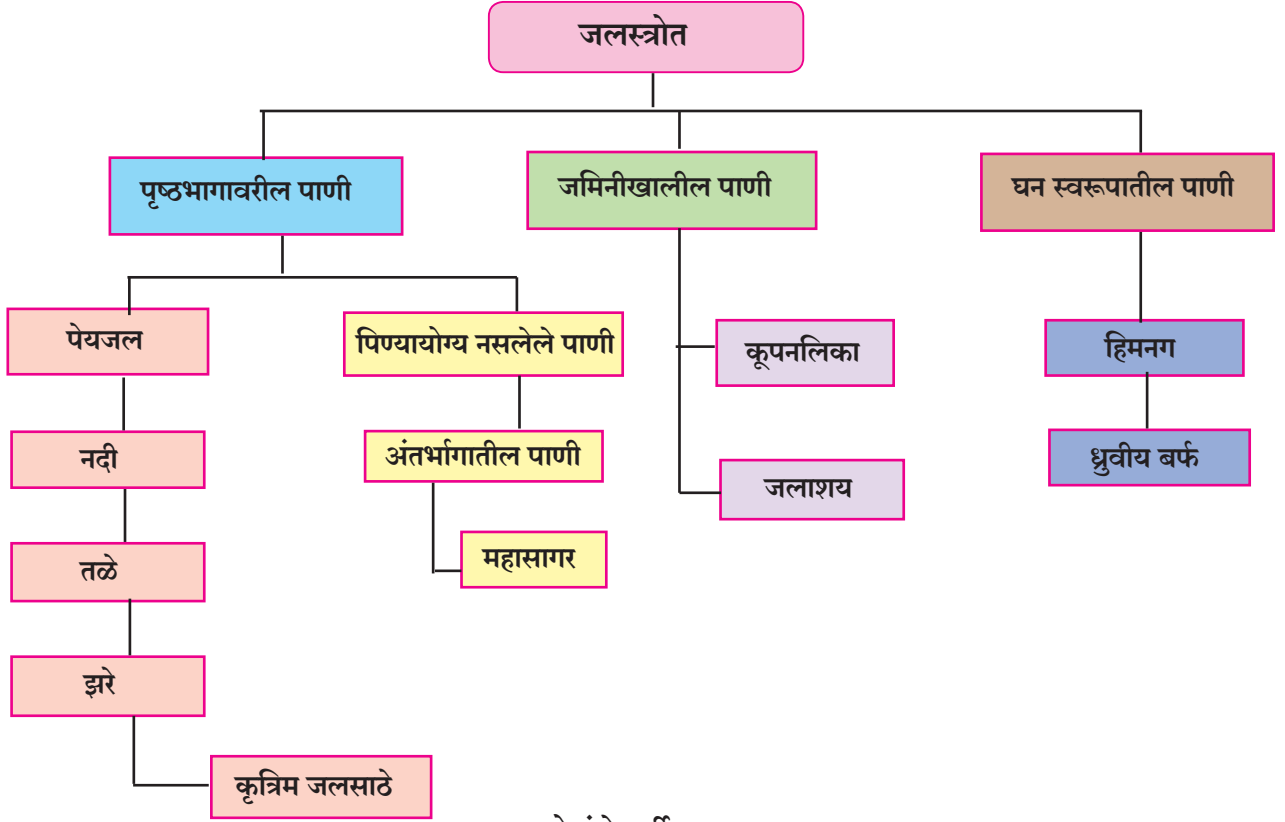 जलस्त्रोत
पृष्ठभागावरील पाणी
जमिनीखालील पाणी
घन स्वरूपातील पाणी
पेयजल
पिण्यायोग्य नसलेले पाणी
कूपनलिका
हिमनग
नदी
अंतर्भागातील पाणी
ध्रुवीय बर्फ
जलाशय
तळे
महासागर
झरे
कृत्रिम जलसाठे